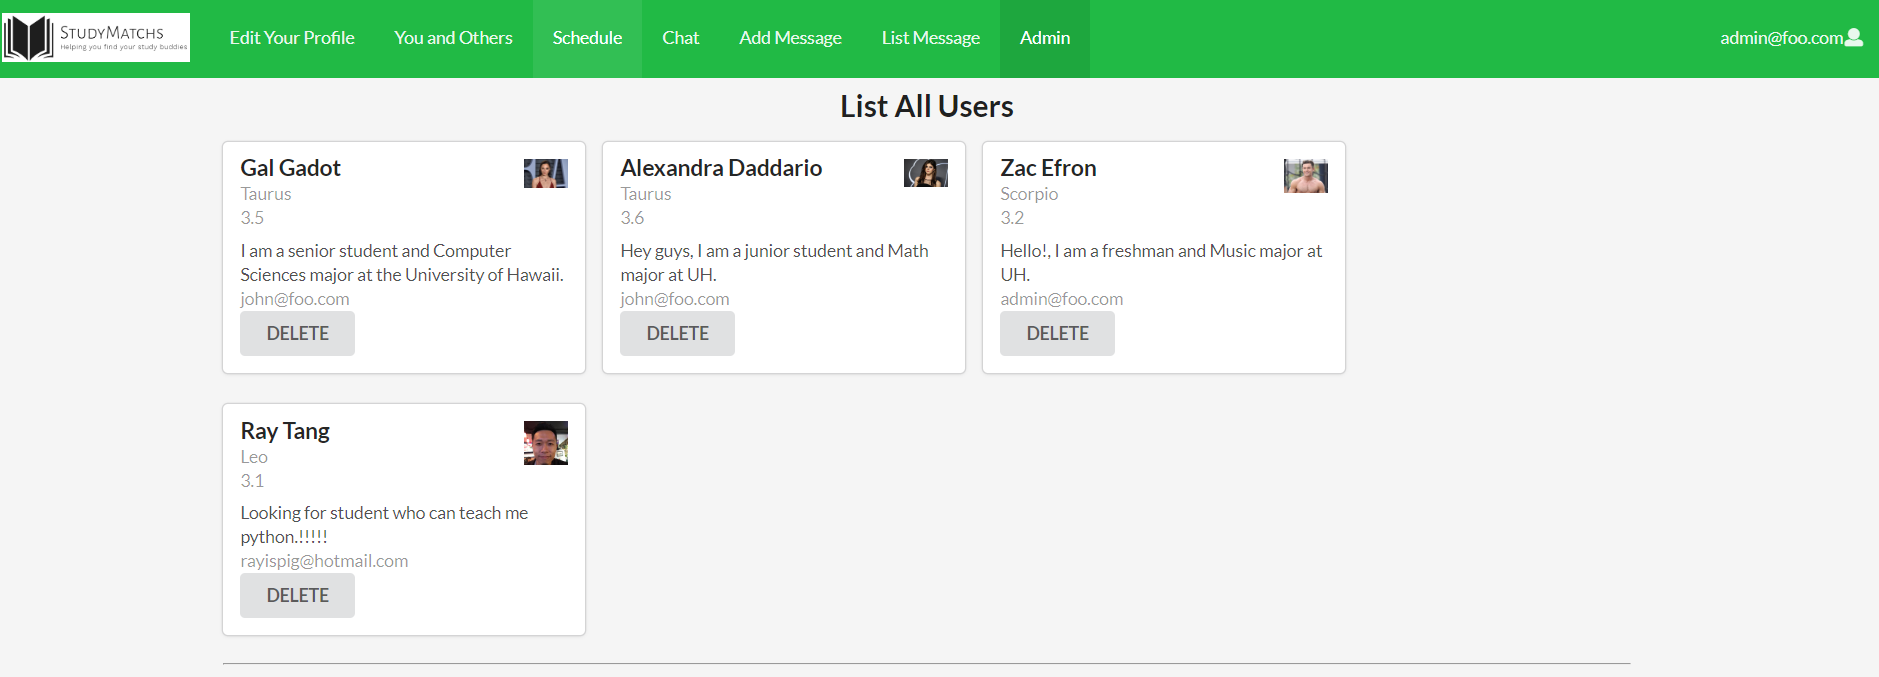 StudyMatchs
Helping you find your study buddies
Edit Your Profile You and Others Schedule Chat Add Message List Message Admin admin@foo.com
List All Users
Gal Gadot
Taurus
3.5
I am a senior student and Computer
Sciences major at the University of Hawaii.
john@foo.com
DELETE
Alexandra Daddario
Taurus
3.6
Hey guys, I am a junior student and Math
major at UH.
john@foo.com
DELETE
Zac Efron
Scorpio
3.2
Hello!, I am a freshman and Music major at
UH.
admin@foo.com
DELETE
Ray Tang
Leo
3.1
Looking for student who can teach me
python.!!!!!
rayispig@hotmail.com
DELETE